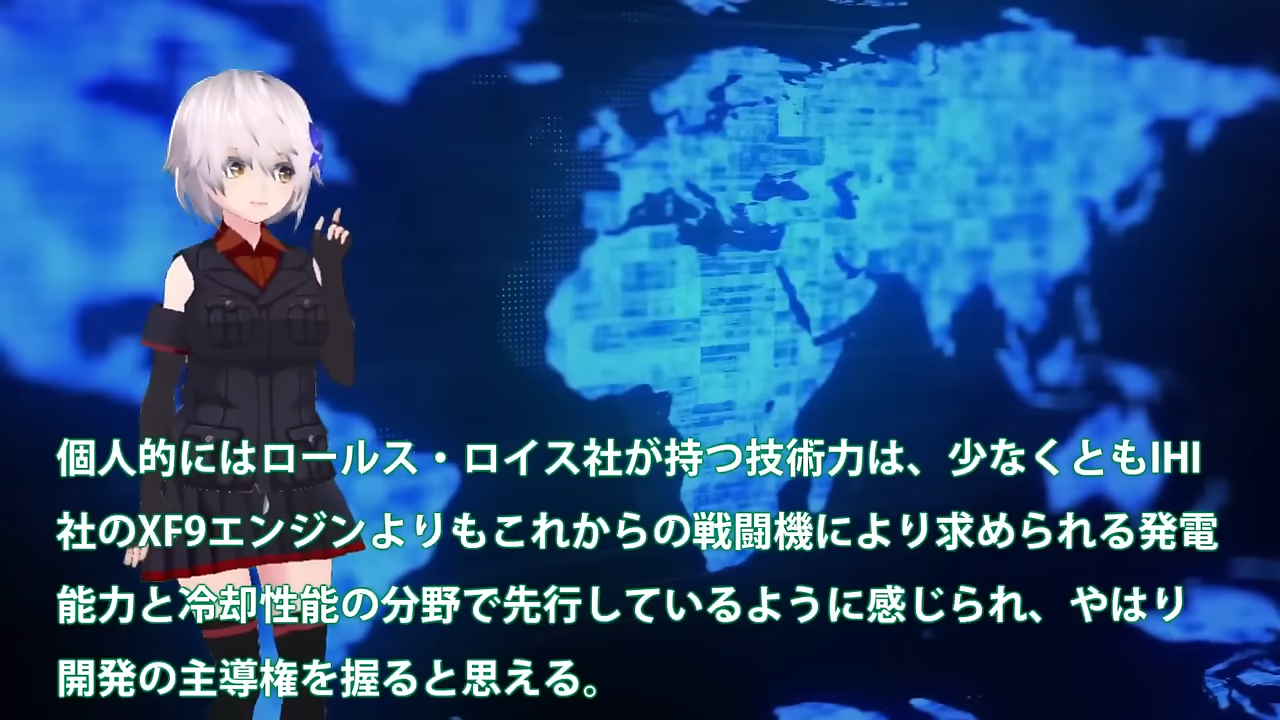 個人的にはロールス・ロイス社が持つ技術力は、少なくともIHI
社のXF9エンジンよりもこれからの戦闘機により求められる発電
能力と冷却性能の分野で先行しているように感じられ、やはり
開発の主導権を握ると思える。